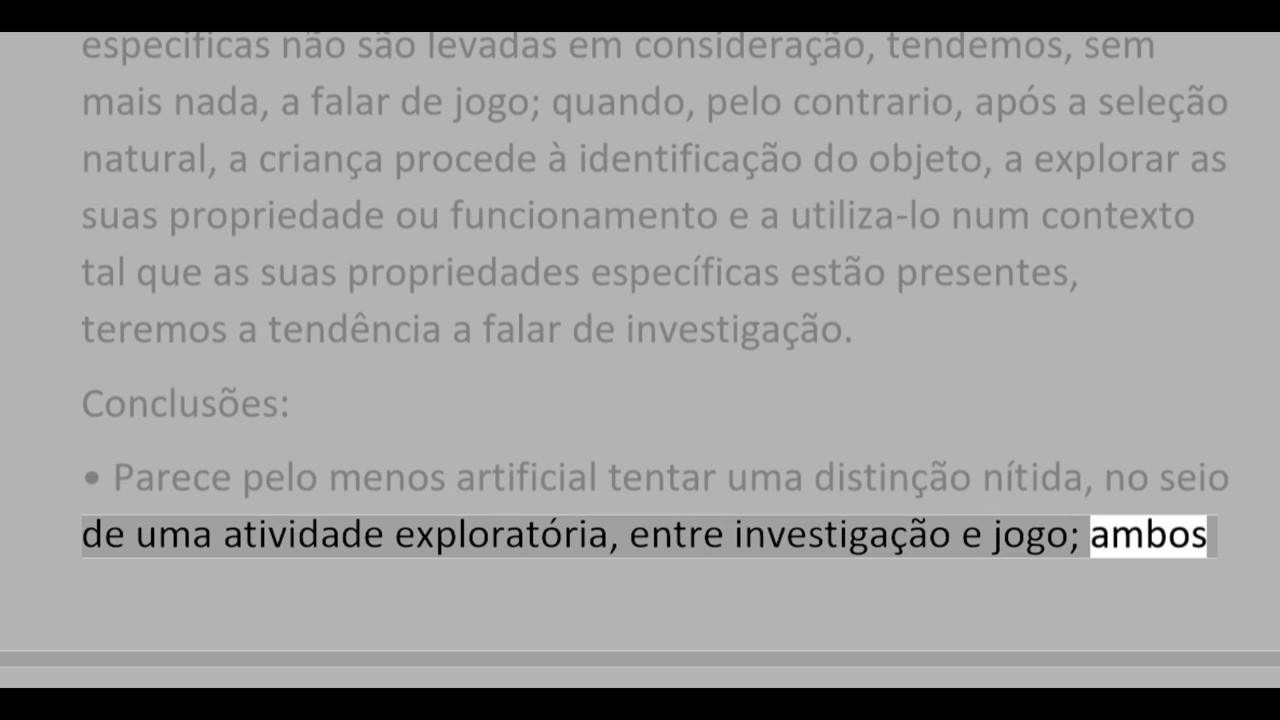 específicas não são levadas em consideração, tendemos, sem
mais nada, a falar de jogo; quando, pelo contrario, após a seleção
natural, a criança procede à identificação do objeto, a explorar as
suas propriedade ou funcionamento e a utiliza-lo num contexto
tal que as suas propriedades específicas estão presentes,
teremos a tendência a falar de investigação.
Conclusões:
• Parece pelo menos artificial tentar uma distinção nítida, no seio
de uma atividade exploratória, entre investigação e jogo; ambos